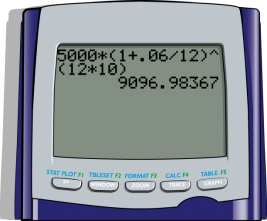 5000*(1+.06/12)^
(12*10)
9096.98367
STAT PLOT F1 TBLSET F2 FORMAT F3 CALC F4 TABLE F5
Y= WINDOW ZOOM TRACE GRAPH